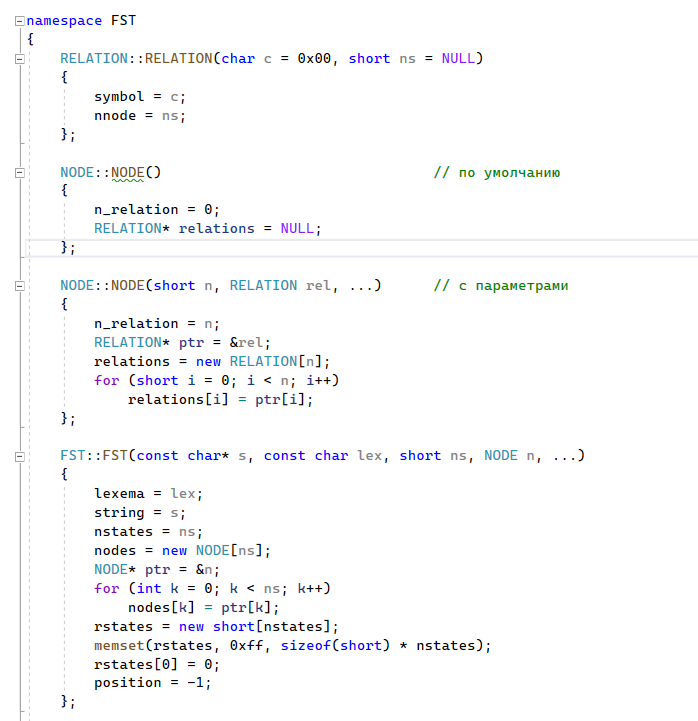 namespace FST
{
    RELATION::RELATION(char c = 0x00, short ns = NULL)
    {
        symbol = c;
        nnode = ns;
    };
    NODE::NODE()                                // по умолчанию
    {
        n_relation = 0;
        RELATION* relations = NULL;
    };
    NODE::NODE(short n, RELATION rel, ...)      // с параметрами
    {
        n_relation = n;
        RELATION* ptr = &rel;
        relations = new RELATION[n];
        for (short i = 0; i < n; i++)
            relations[i] = ptr[i];
    };
    FST::FST(const char* s, const char lex, short ns, NODE n, ...)
    {
        lexema = lex;
        string = s;
        nstates = ns;
        nodes = new NODE[ns];
        NODE* ptr = &n;
        for (int k = 0; k < ns; k++)
            nodes[k] = ptr[k];
        rstates = new short[nstates];
        memset(rstates, 0xff, sizeof(short) * nstates);
        rstates[0] = 0;
        position = -1;
    };